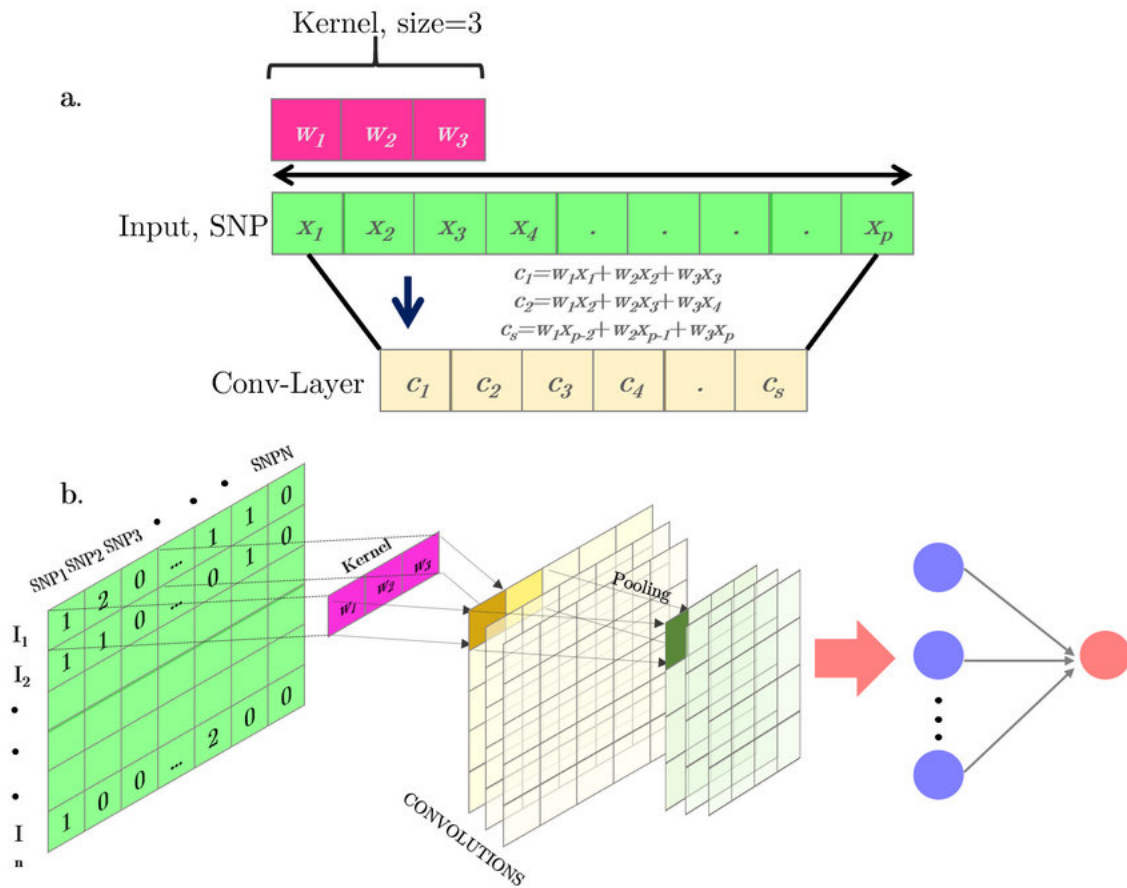 Kernel, size=3
a.
w₁ w₂ w₃
Input, SNP x₁ x₂ x₃ x₄ . . . . xₚ
c₁=w₁x₁+w₂x₂+w₃x₃
c₂=w₁x₂+w₂x₃+w₃x₄
cₛ=w₁xₚ₋₂+w₂xₚ₋₁+w₃xₚ
Conv-Layer c₁ c₂ c₃ c₄ . cₛ
b.
SNP1 SNP2 SNP3 • • • SNPN
I₁ 1 2 0 ... 1 1 0
I₂ 1 1 0 ... 0 1 0
•
•
•
Iₙ 1 0 0 ... 2 0 0
Kernel
w₁ w₂ w₃
Pooling
CONVOLUTIONS